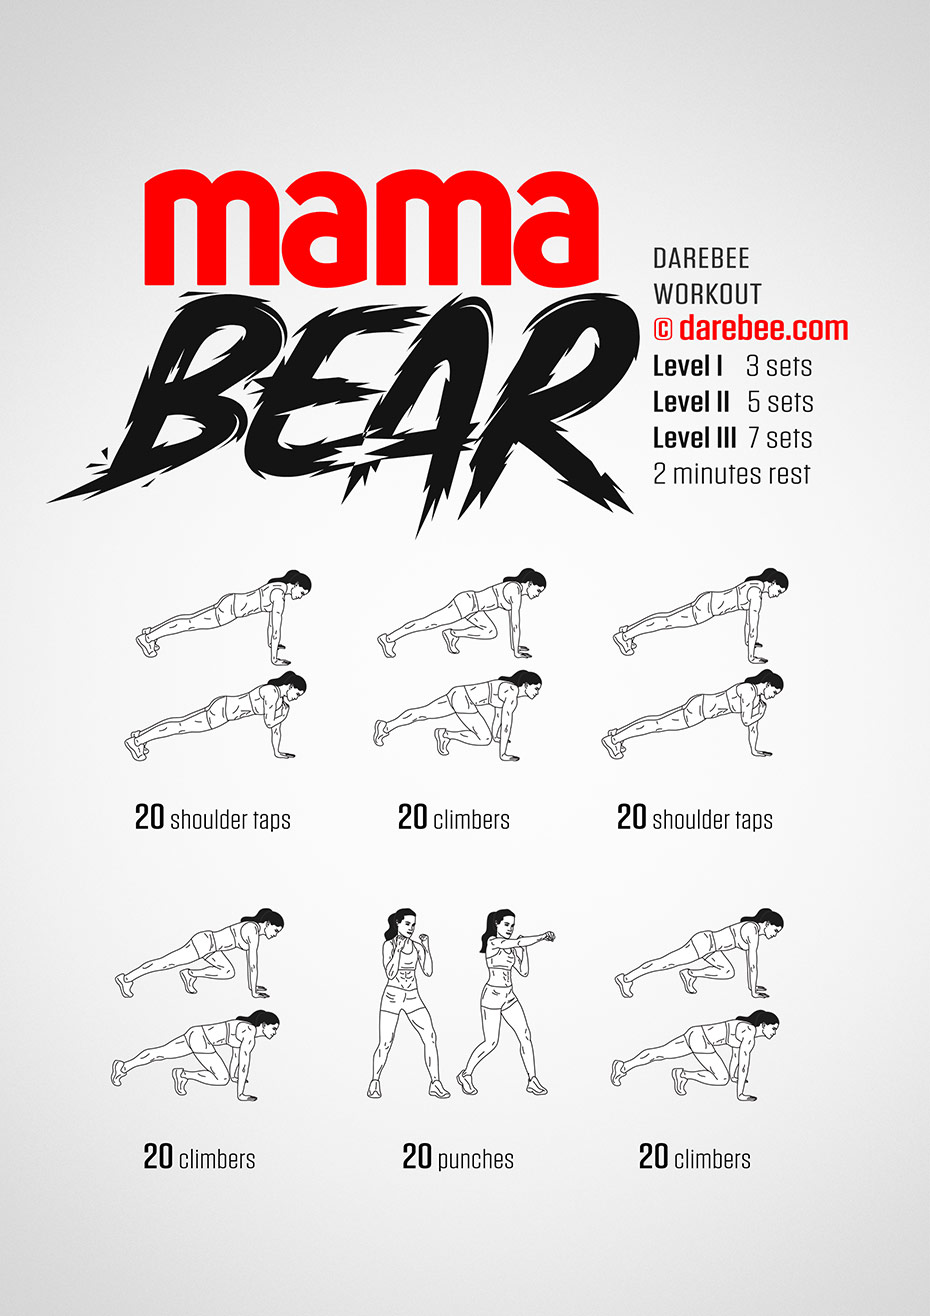 mama
BEAR
DAREBEE
WORKOUT
© darebee.com
Level I 3 sets
Level II 5 sets
Level III 7 sets
2 minutes rest
20 shoulder taps
20 climbers
20 shoulder taps
20 climbers
20 punches
20 climbers